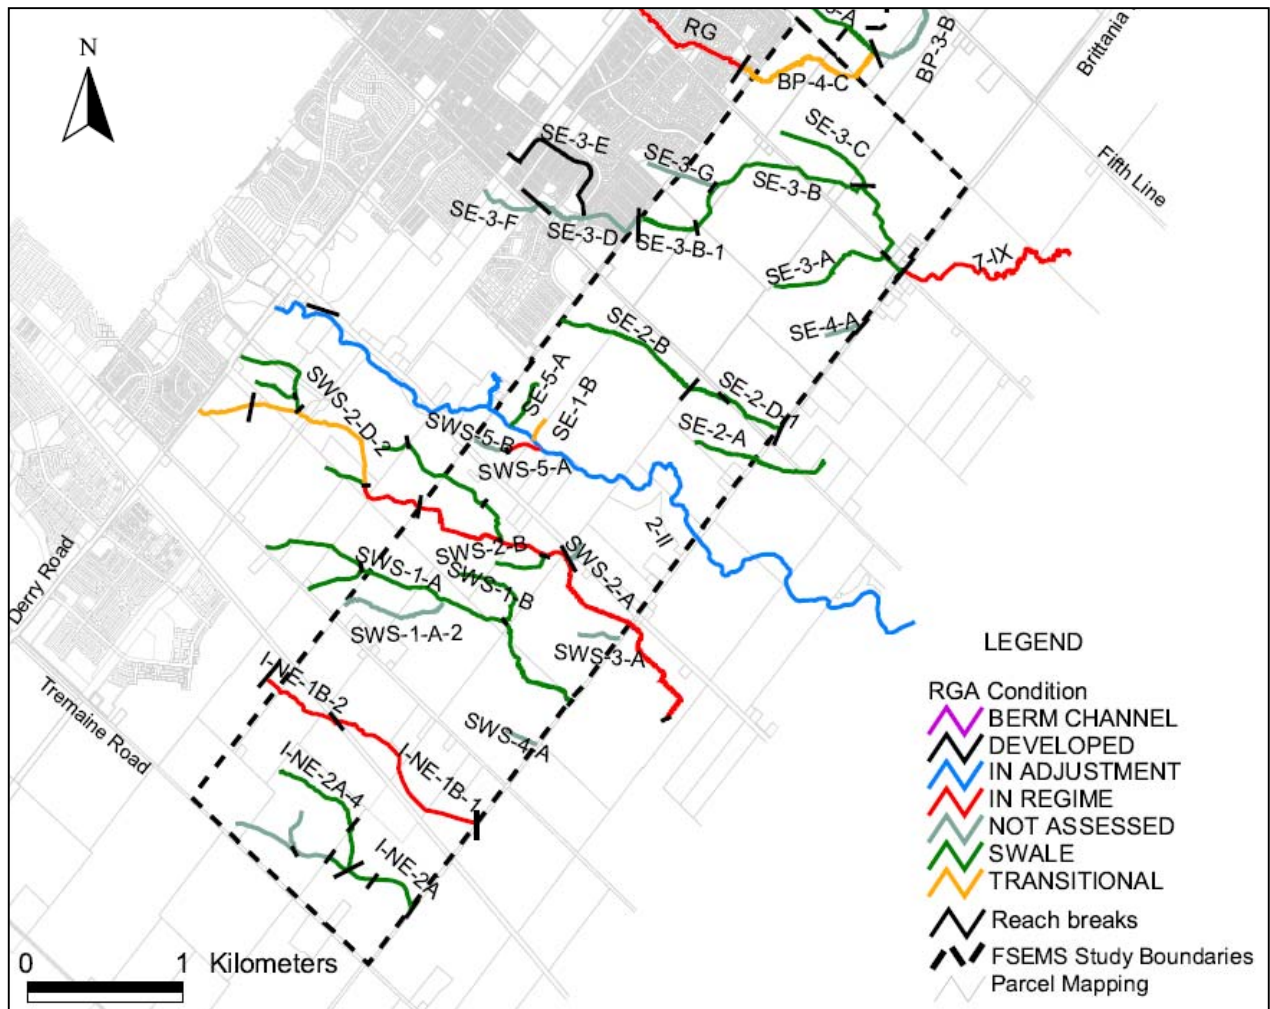 N
RG
3-A
BP-3-B
Brittania
BP-4-C
SE-3-E
SE-3-C
SE-3-G
SE-3-B
Fifth Line
SE-3-F
SE-3-D
SE-3-B-1
SE-3-A
7-IX
SE-4-A
SE-2-B
SE-5-A
SE-1-B
SE-2-D-1
SE-2-A
SWS-2-D-2
SWS-5-B
SWS-5-A
2-II
SWS-2-B
SWS-2-A
SWS-1-A
SWS-1-B
SWS-1-A-2
SWS-3-A
Derry Road
Tremaine Road
I-NE-1B-2
SWS-4-A
I-NE-1B-1
I-NE-2A-4
I-NE-2A
LEGEND
RGA Condition
BERM CHANNEL
DEVELOPED
IN ADJUSTMENT
IN REGIME
NOT ASSESSED
SWALE
TRANSITIONAL
Reach breaks
FSEMS Study Boundaries
Parcel Mapping
0 1 Kilometers